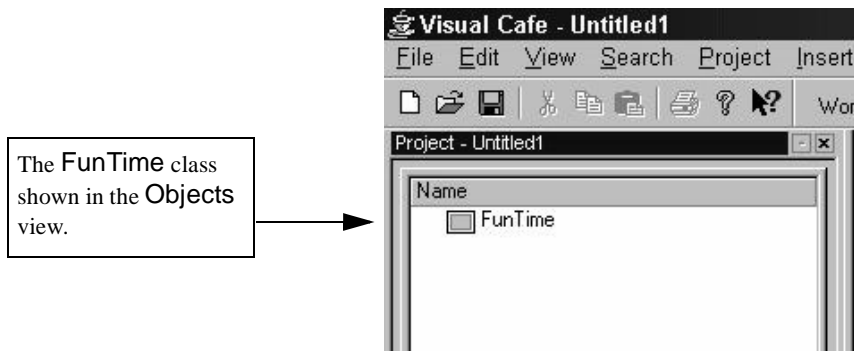 Visual Cafe - Untitled1
File Edit View Search Project Insert
Wor
Project - Untitled1
Name
FunTime
The FunTime class
shown in the Objects
view.